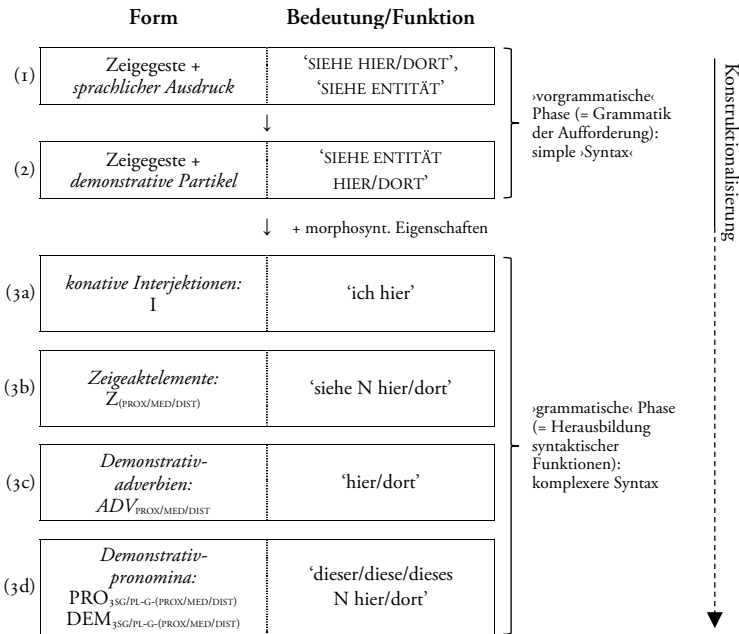 Form Bedeutung/Funktion
(1) Zeigegeste + ‘SIEHE HIER/DORT’,
sprachlicher Ausdruck ‘SIEHE ENTITÄT’
↓
(2) Zeigegeste + ‘SIEHE ENTITÄT
demonstrative Partikel HIER/DORT’
›vorgrammatische‹
Phase (= Grammatik
der Aufforderung):
simple ›Syntax‹
↓ + morphosynt. Eigenschaften
(3a) konative Interjektionen: ‘ich hier’
I
(3b) Zeigeaktelemente: ‘siehe N hier/dort’
Z(PROX/MED/DIST)
(3c) Demonstrativ-
adverbien: ‘hier/dort’
ADVPROX/MED/DIST
(3d) Demonstrativ-
pronomina: ‘dieser/diese/dieses
PRO3SG/PL-G-(PROX/MED/DIST) N hier/dort’
DEM3SG/PL-G-(PROX/MED/DIST)
›grammatische‹ Phase
(= Herausbildung
syntaktischer
Funktionen):
komplexere Syntax
Konstruktionalisierung